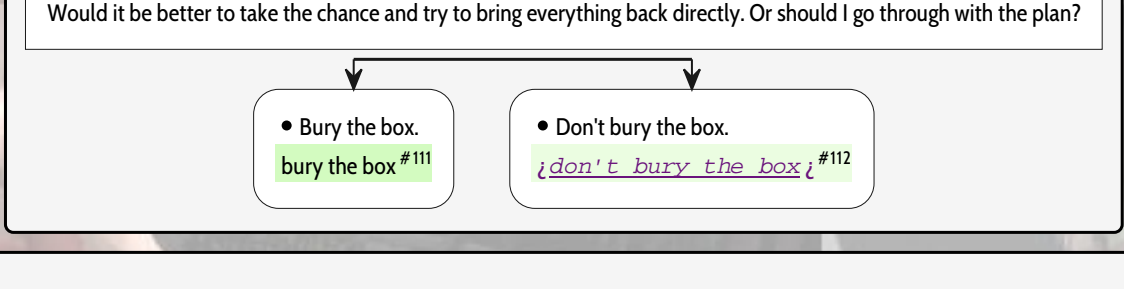 Would it be better to take the chance and try to bring everything back directly. Or should I go through with the plan?
• Bury the box.
bury the box #111
• Don't bury the box.
¿don't bury the box¿ #112